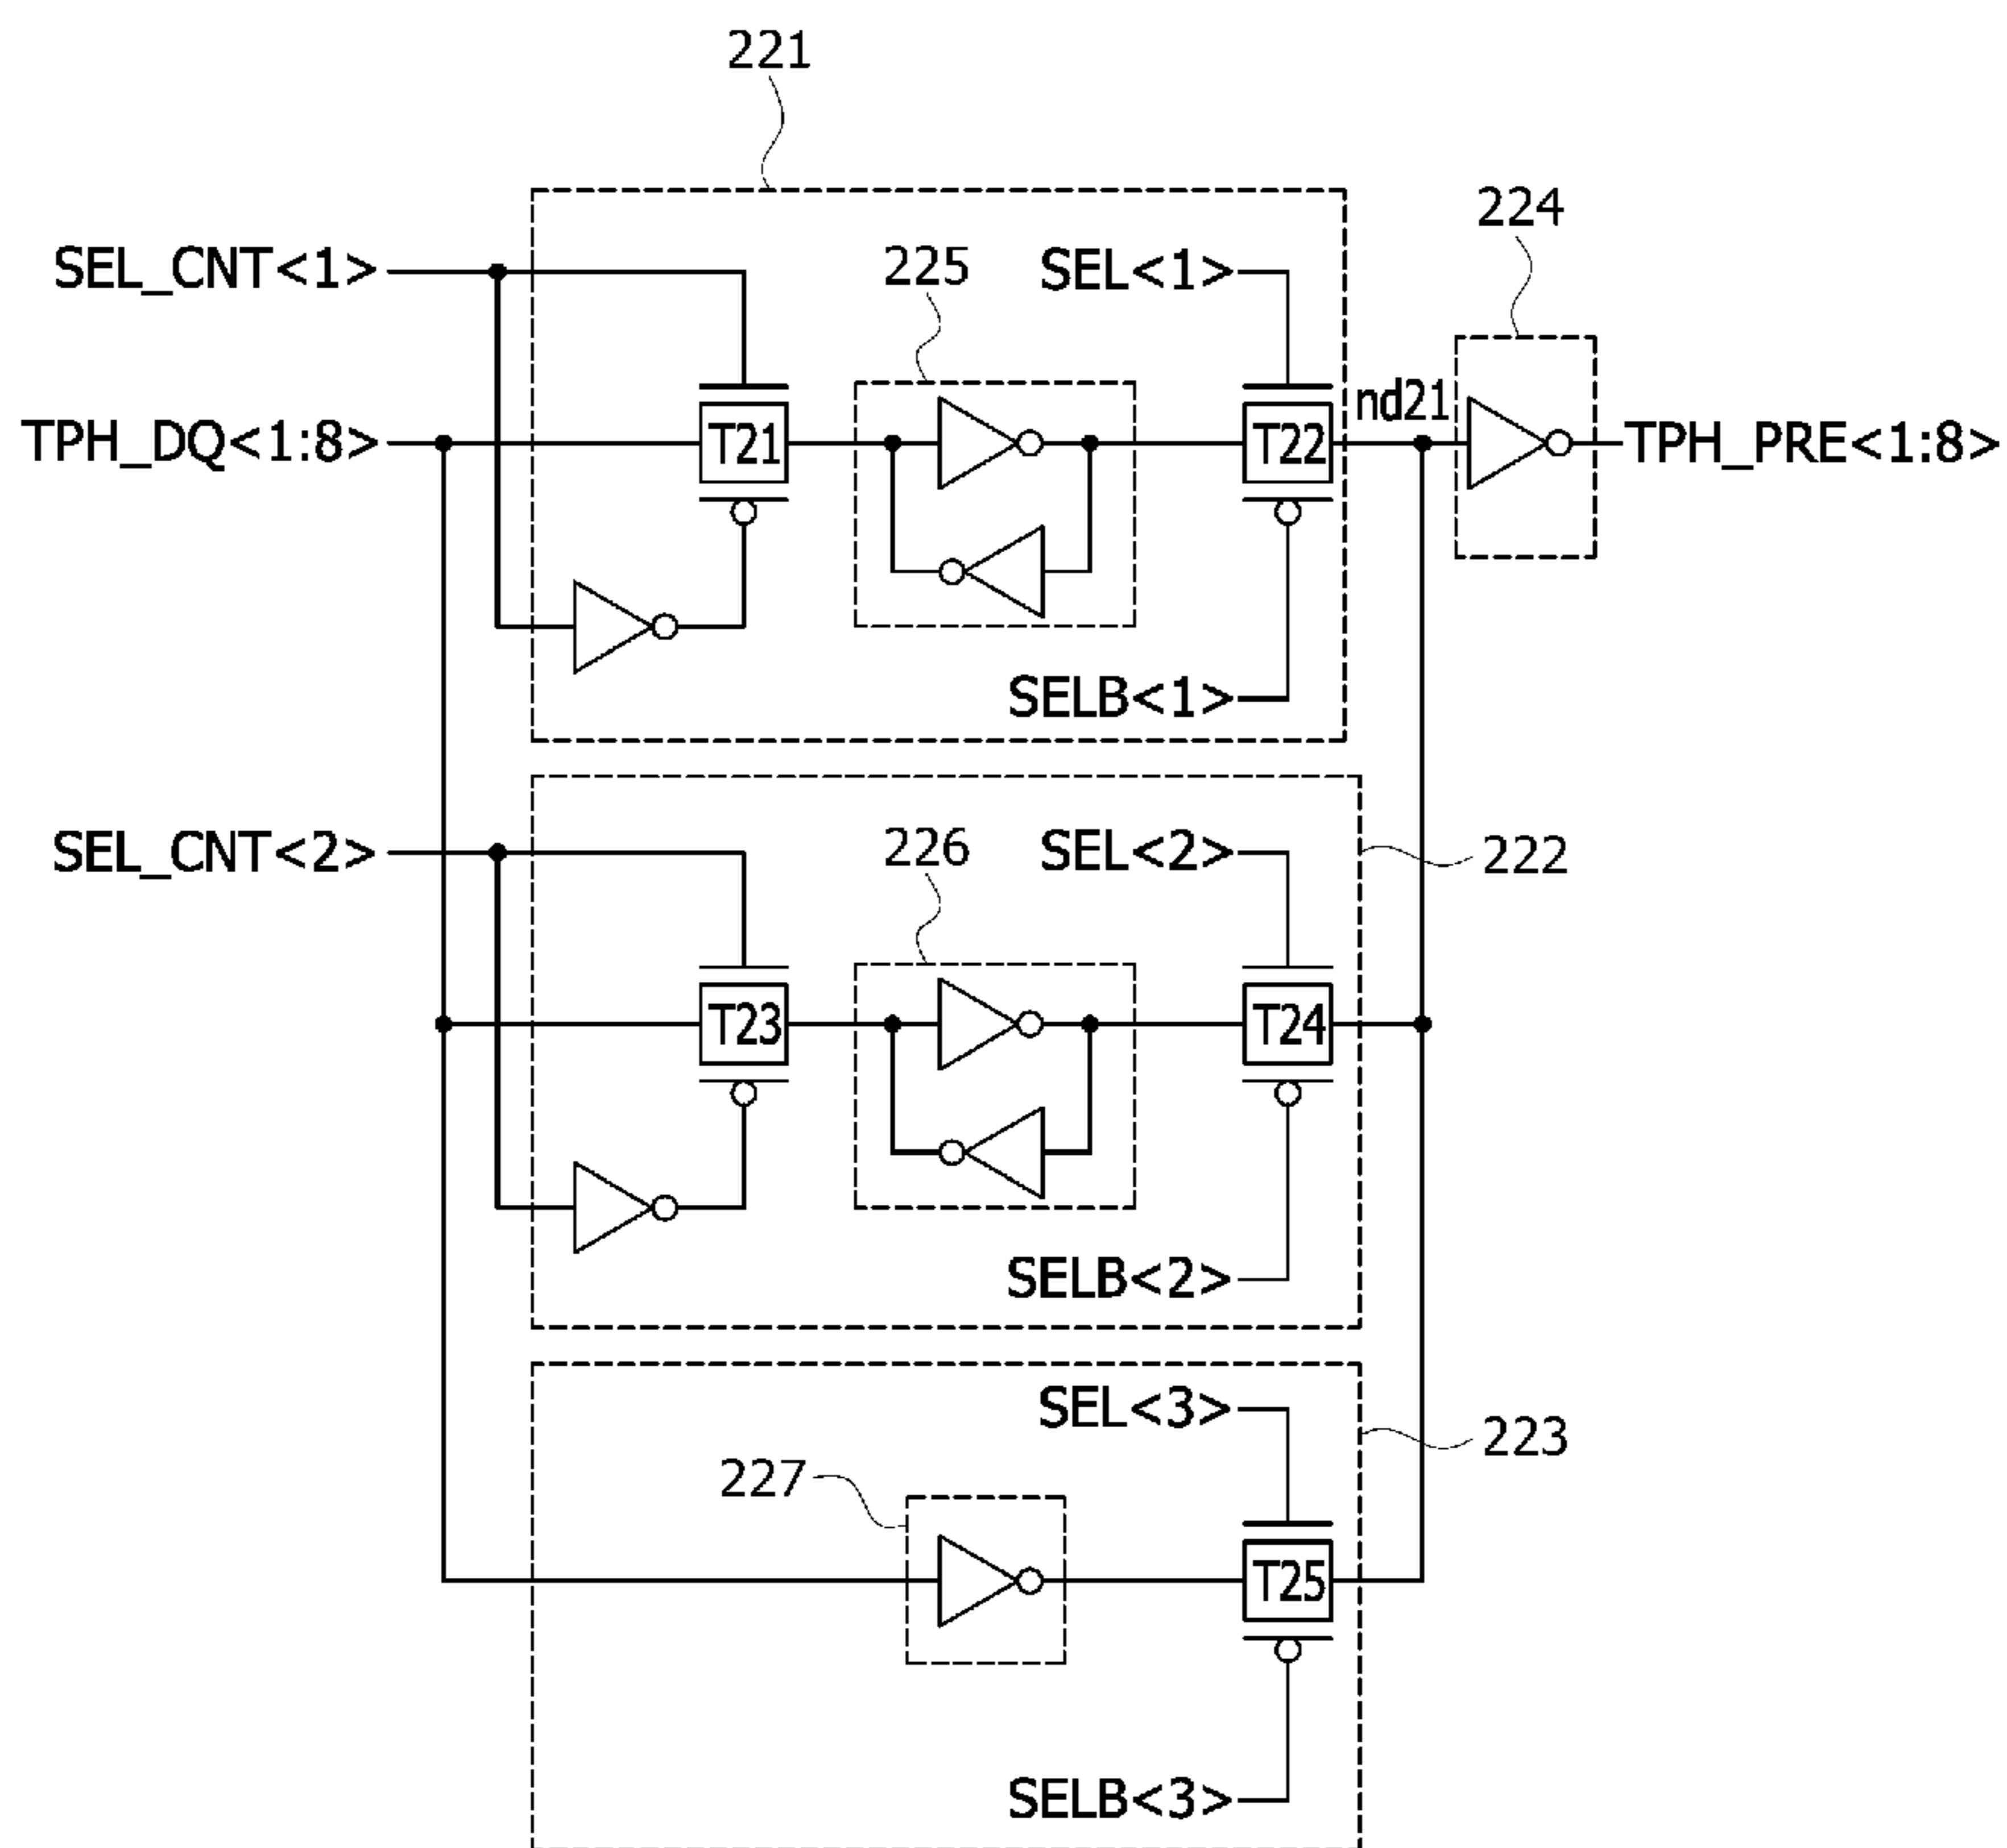 221
224
SEL_CNT<1>
225
SEL<1>
nd21
TPH_DQ<1:8>
T21
T22
TPH_PRE<1:8>
SELB<1>
SEL_CNT<2>
226
SEL<2>
222
T23
T24
SELB<2>
SEL<3>
223
227
T25
SELB<3>